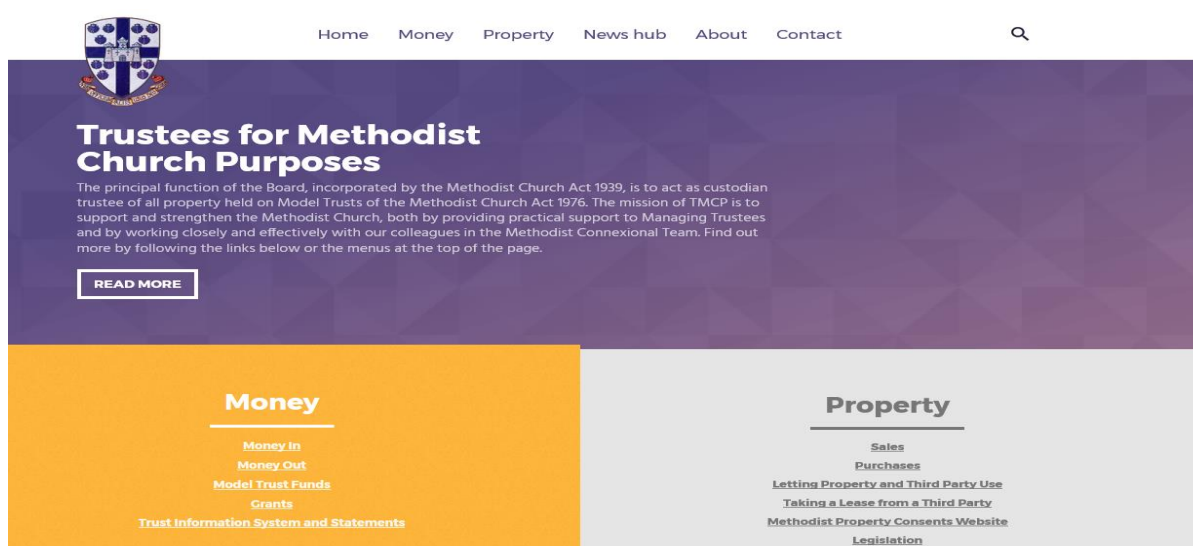 Home Money Property News hub About Contact
Trustees for Methodist
Church Purposes
The principal function of the Board, incorporated by the Methodist Church Act 1939, is to act as custodian
trustee of all property held on Model Trusts of the Methodist Church Act 1976. The mission of TMCP is to
support and strengthen the Methodist Church, both by providing practical support to Managing Trustees
and by working closely and effectively with our colleagues in the Methodist Connexional Team. Find out
more by following the links below or the menus at the top of the page.
READ MORE
Money
Money In
Money Out
Model Trust Funds
Grants
Trust Information System and Statements
Property
Sales
Purchases
Letting Property and Third Party Use
Taking a Lease from a Third Party
Methodist Property Consents Website
Legislation